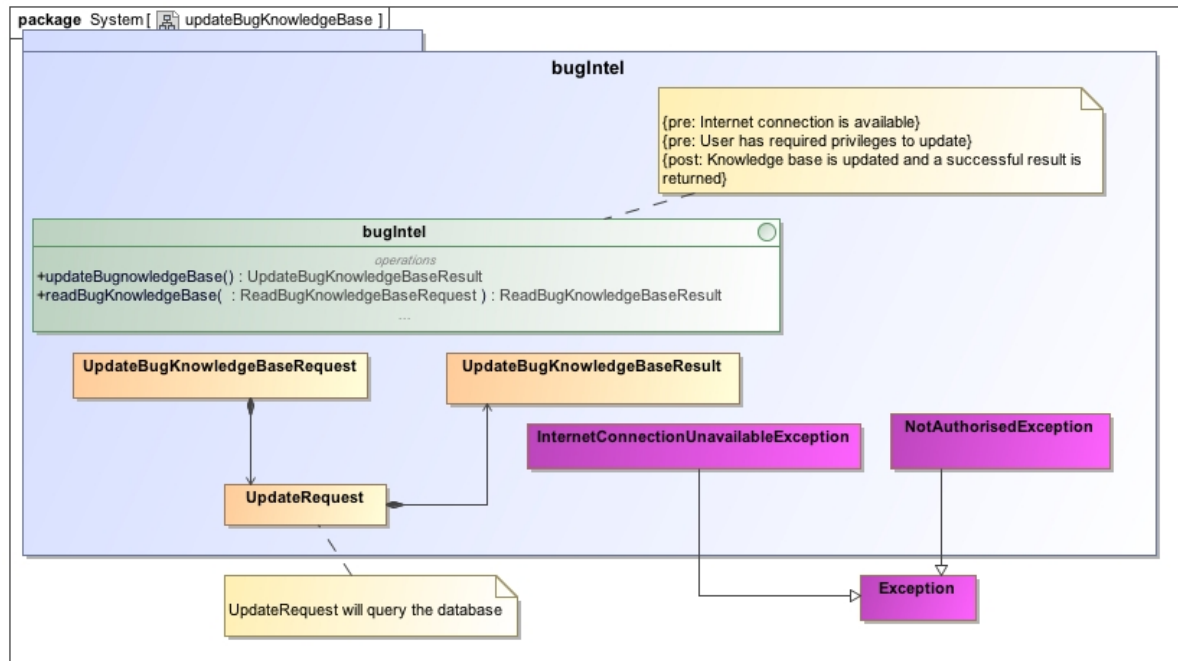 package System [ updateBugKnowledgeBase ]
bugIntel
{pre: Internet connection is available}
{pre: User has required privileges to update}
{post: Knowledge base is updated and a successful result is
returned}
bugIntel
operations
+updateBugnowledgeBase() : UpdateBugKnowledgeBaseResult
+readBugKnowledgeBase( : ReadBugKnowledgeBaseRequest ) : ReadBugKnowledgeBaseResult
...
UpdateBugKnowledgeBaseRequest
UpdateBugKnowledgeBaseResult
InternetConnectionUnavailableException
NotAuthorisedException
UpdateRequest
UpdateRequest will query the database
Exception